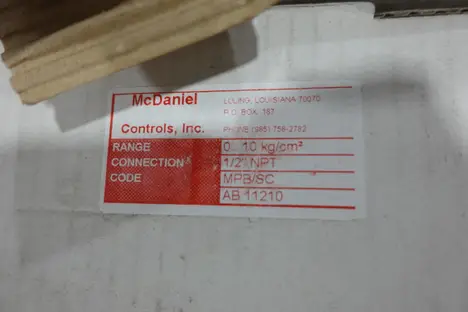 McDaniel
Controls, Inc.
LULING, LOUISIANA 70070
P.O. BOX 187
PHONE (985) 758-2782
RANGE 0...10 kg/cm²
CONNECTION 1/2" NPT
CODE MPB/SC
AB 11210